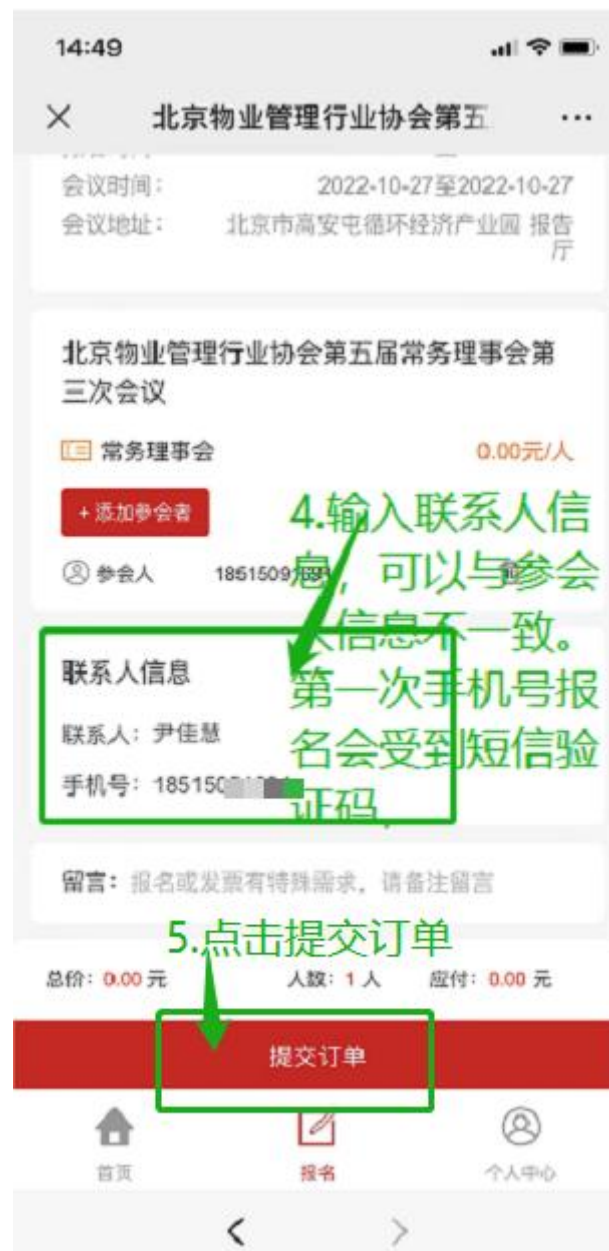 14:49
北京物业管理行业协会第五
会议时间: 2022-10-27至2022-10-27
会议地址: 北京市高安屯循环经济产业园 报告
厅
北京物业管理行业协会第五届常务理事会第
三次会议
常务理事会 0.00元/人
+ 添加参会者
参会人
4.输入联系人信
息，可以与参会
人信息不一致。
第一次手机号报
名会受到短信验
证码，
联系人信息
联系人: 尹佳慧
手机号: 18515
留言: 报名或发票有特殊需求，请备注留言
5.点击提交订单
总价: 0.00 元 人数: 1 人 应付: 0.00 元
提交订单
首页 报名 个人中心